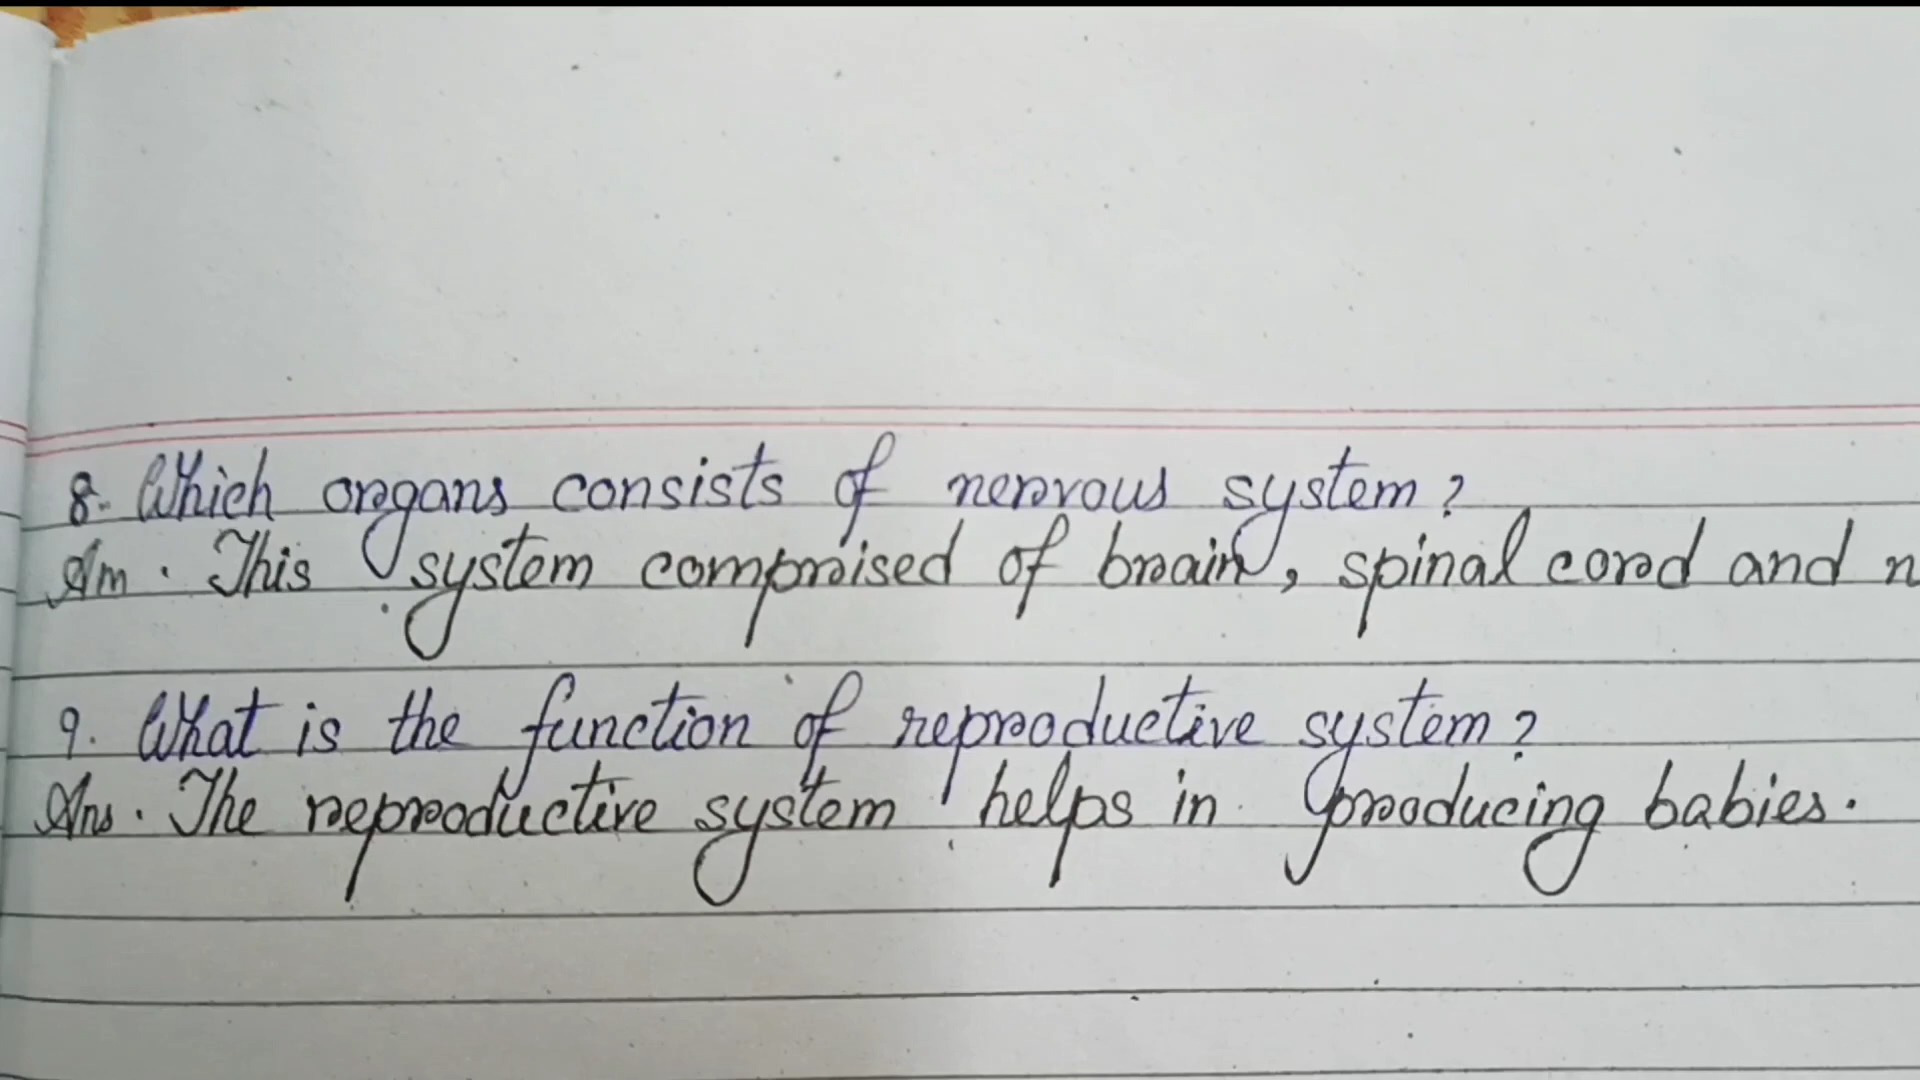 8. Which organs consists of nervous system?
Ans. This system comprised of brain, spinal cord and
9. What is the function of reproductive system?
Ans. The reproductive system helps in producing babies.